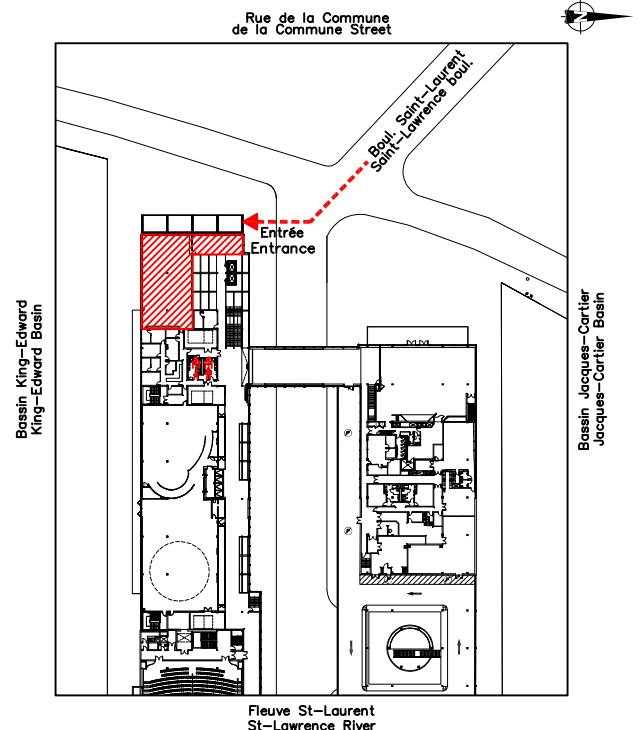 Rue de la Commune
de la Commune Street
N
Boul. Saint-Laurent
Saint-Lawrence boul.
Entrée
Entrance
Bassin King-Edward
King-Edward Basin
Bassin Jacques-Cartier
Jacques-Cartier Basin
Fleuve St-Laurent
St-Lawrence River